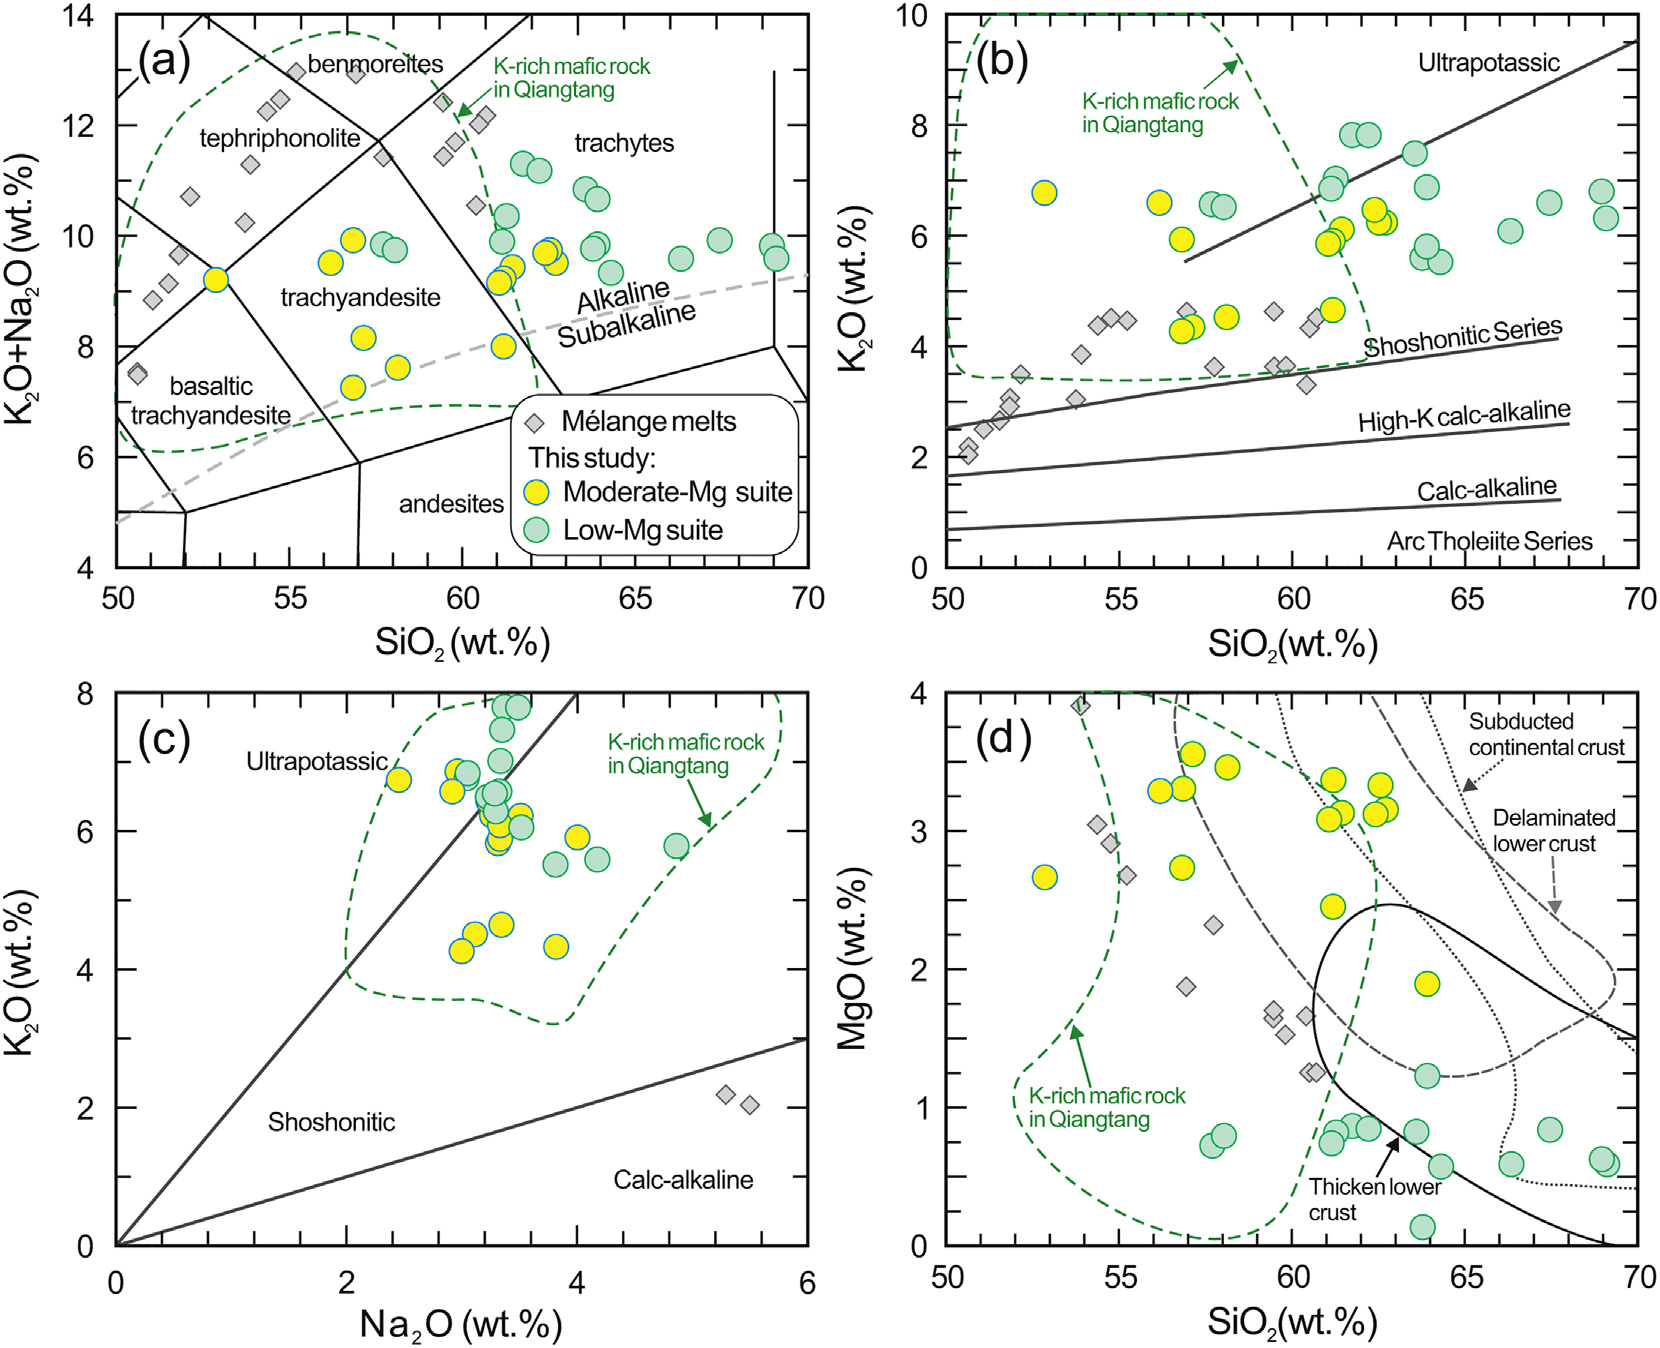 (a)
14
12
10
8
6
4
K2O+Na2O (wt.%)
benmoreites
K-rich mafic rock
in Qiangtang
tephriphonolite
trachytes
trachyandesite
Alkaline
Subalkaline
basaltic
trachyandesite
andesites
Mélange melts
This study:
Moderate-Mg suite
Low-Mg suite
50
55
60
65
70
SiO2 (wt.%)
(b)
10
8
6
4
2
0
K2O (wt.%)
Ultrapotassic
K-rich mafic rock
in Qiangtang
Shoshonitic Series
High-K calc-alkaline
Calc-alkaline
Arc Tholeiite Series
50
55
60
65
70
SiO2(wt.%)
(c)
8
6
4
2
0
K2O (wt.%)
Ultrapotassic
K-rich mafic rock
in Qiangtang
Shoshonitic
Calc-alkaline
0
2
4
6
Na2O (wt.%)
(d)
4
3
2
1
0
MgO (wt.%)
Subducted
continental crust
Delaminated
lower crust
K-rich mafic rock
in Qiangtang
Thicken lower
crust
50
55
60
65
70
SiO2(wt.%)